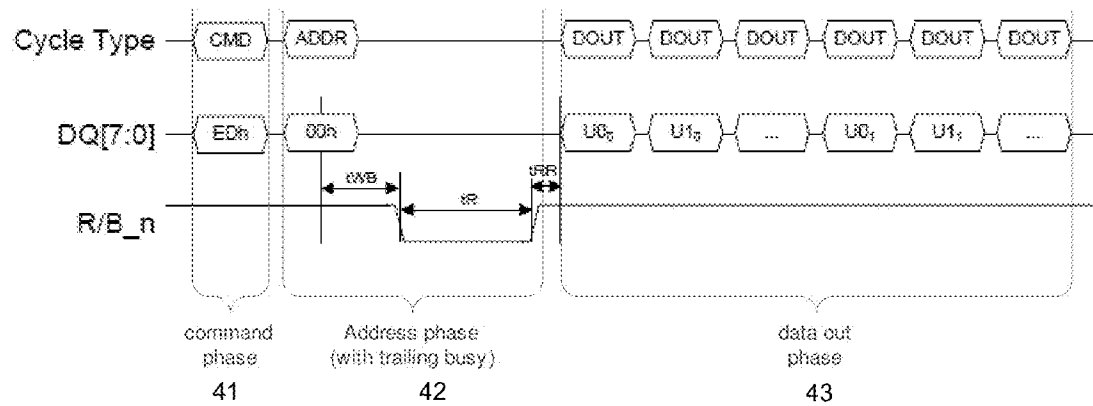 Cycle Type CMD ADDR DOUT DOUT DOUT DOUT DOUT DOUT
DQ[7:0] EDh 00h U0₀ U1₀ ... U0₁ U1₁ ...
tWB tR tRR
R/B_n
command phase
41
Address phase (with trailing busy)
42
data out phase
43